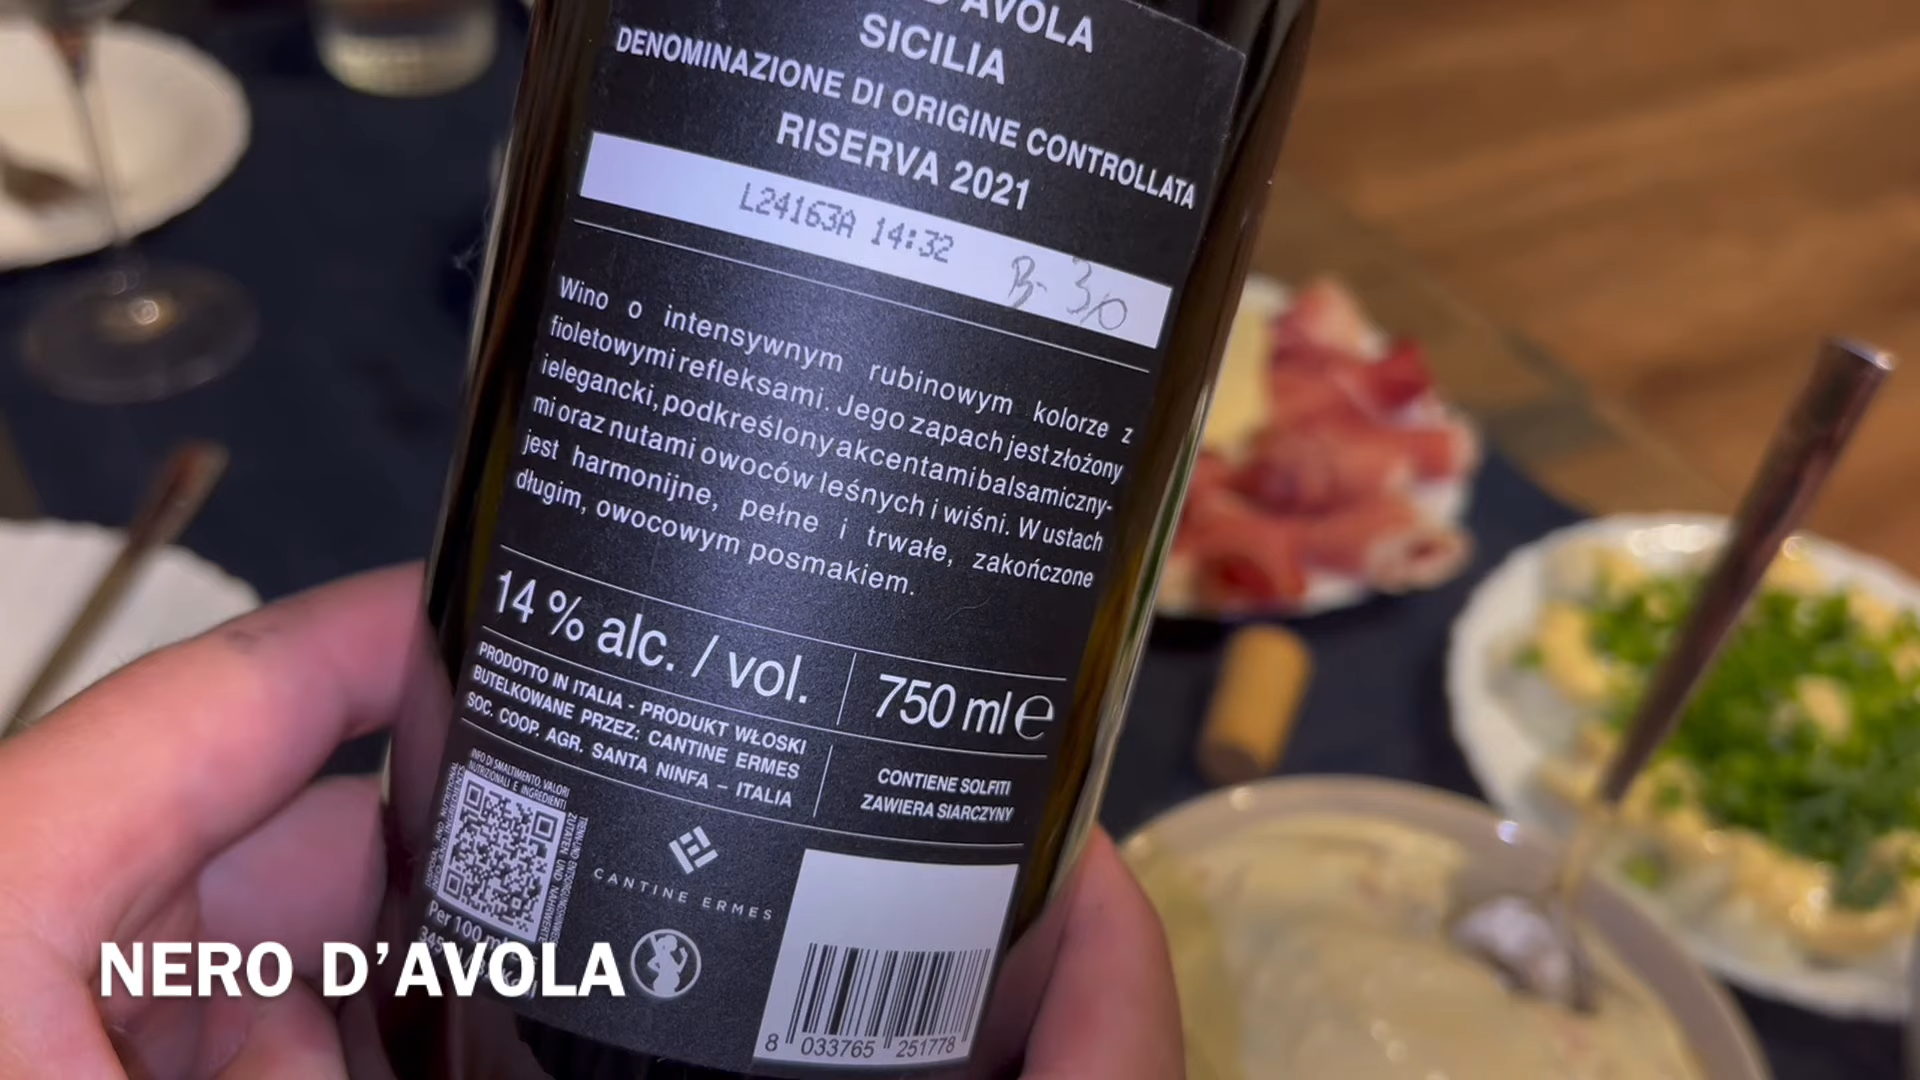 D'AVOLA
SICILIA
DENOMINAZIONE DI ORIGINE CONTROLLATA
RISERVA 2021
L24163A 14:32
B- 30
Wino o intensywnym rubinowym kolorze z
fioletowymi refleksami. Jego zapach jest złożony
i elegancki, podkreślony akcentami balsamiczny-
mi oraz nutami owoców leśnych i wiśni. W ustach
jest harmonijne, pełne i trwałe, zakończone
długim, owocowym posmakiem.
14 % alc. / vol.
750 ml e
PRODOTTO IN ITALIA - PRODUKT WŁOSKI
BUTELKOWANE PRZEZ: CANTINE ERMES
SOC. COOP. AGR. SANTA NINFA – ITALIA
CONTIENE SOLFITI
ZAWIERA SIARCZYNY
INFO DI SMALTIMENTO, VALORI
NUTRIZIONALI E INGREDIENTI
CANTINE ERMES
Per 100 m
NERO D'AVOLA
8 033765 251778